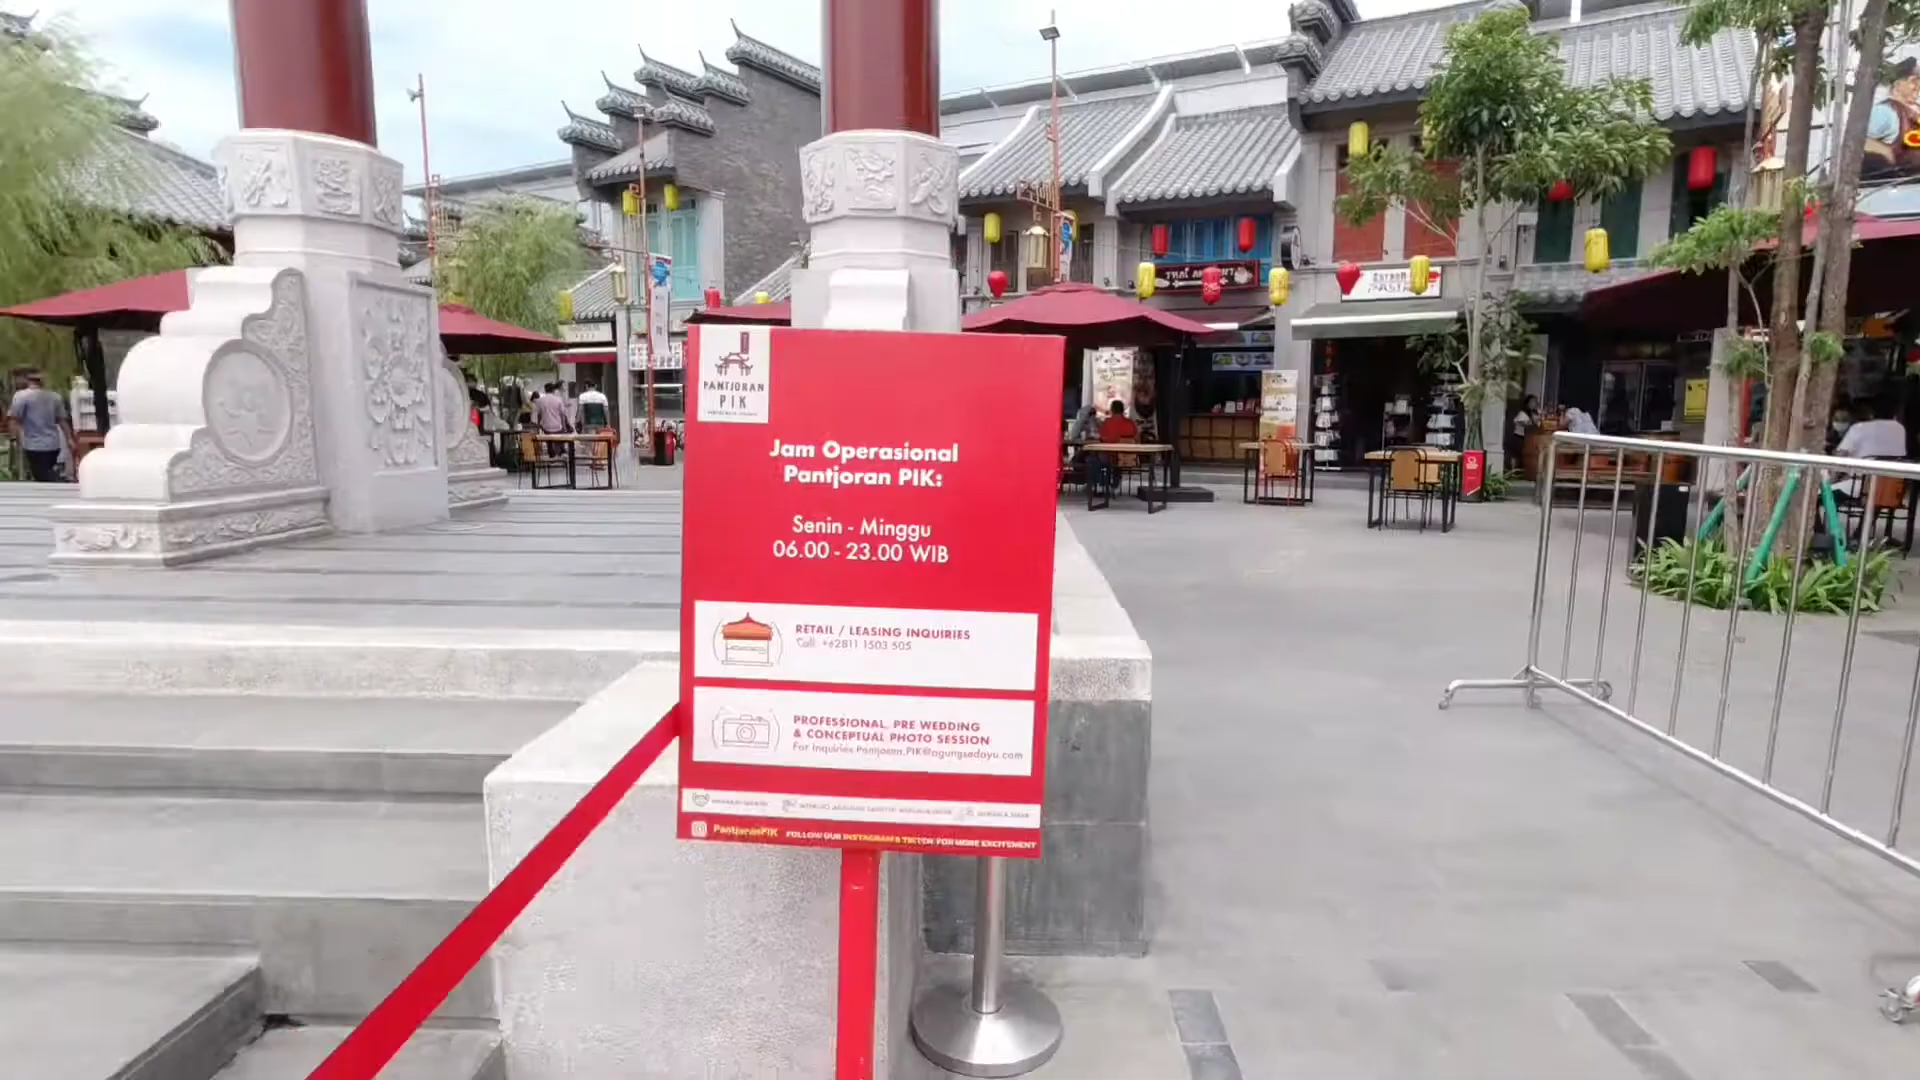 PANTJORAN
PIK
Jam Operasional
Pantjoran PIK:
Senin - Minggu
06.00 - 23.00 WIB
RETAIL / LEASING INQUIRIES
Call: +62811 1503 505
PROFESSIONAL, PRE WEDDING
& CONCEPTUAL PHOTO SESSION
For Inquiries Pantjoran.PIK@agungsedayu.com
PantjoranPIK FOLLOW OUR INSTAGRAM & TIKTOK FOR MORE EXCITEMENT
THAI